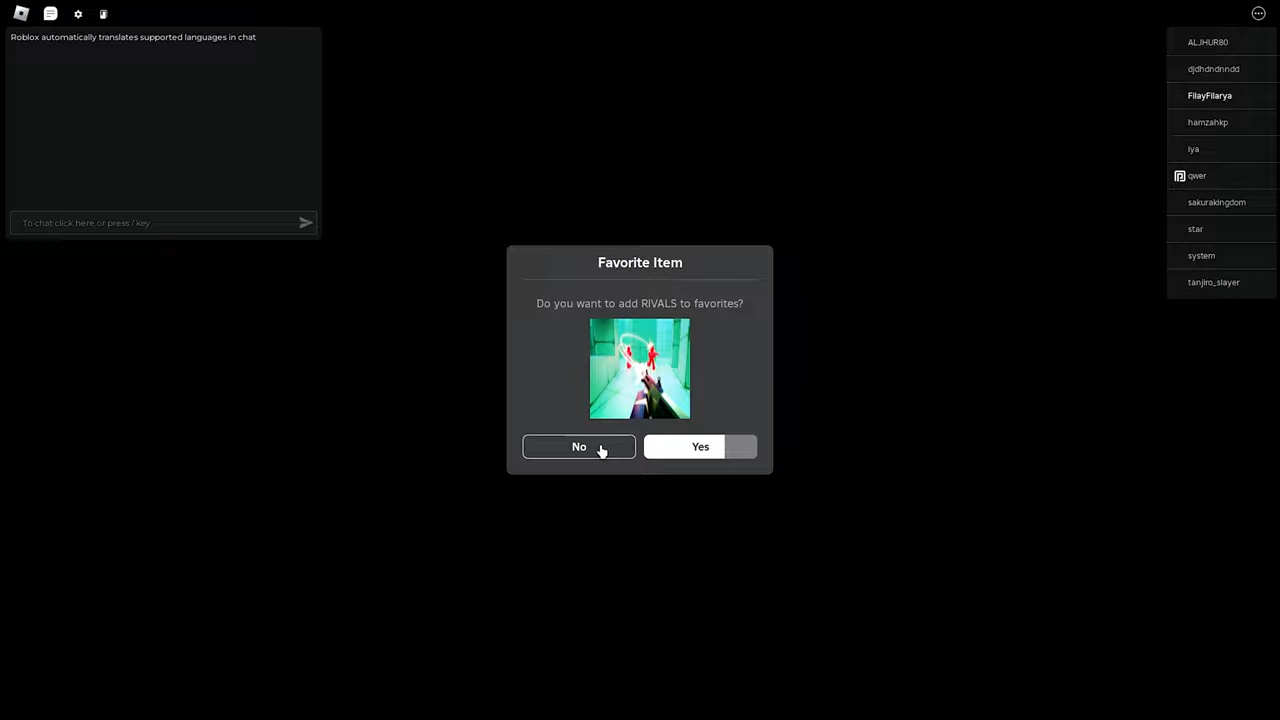 Roblox automatically translates supported languages in chat
To chat click here or press / key
ALJHUR80
djdhdndnndd
FilayFilarya
hamzahkp
iya
qwer
sakurakingdom
star
system
tanjiro_slayer
Favorite Item
Do you want to add RIVALS to favorites?
No
Yes